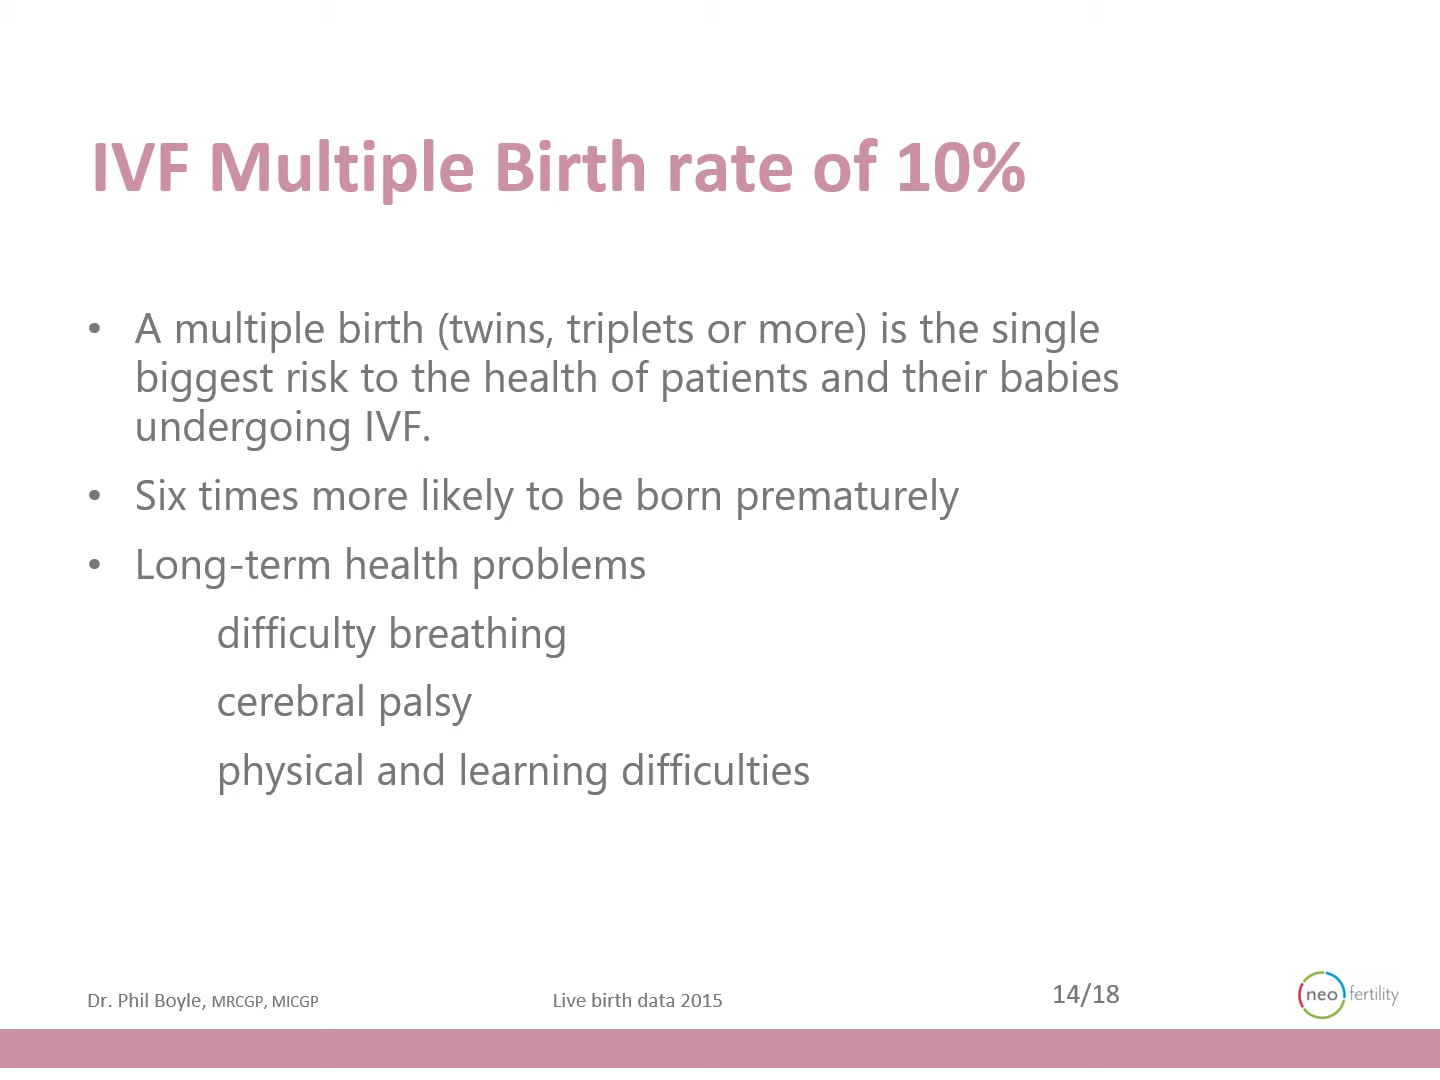 IVF Multiple Birth rate of 10%
• A multiple birth (twins, triplets or more) is the single
biggest risk to the health of patients and their babies
undergoing IVF.
• Six times more likely to be born prematurely
• Long-term health problems
difficulty breathing
cerebral palsy
physical and learning difficulties
Dr. Phil Boyle, MRCGP, MICGP
Live birth data 2015
14/18
neo fertility